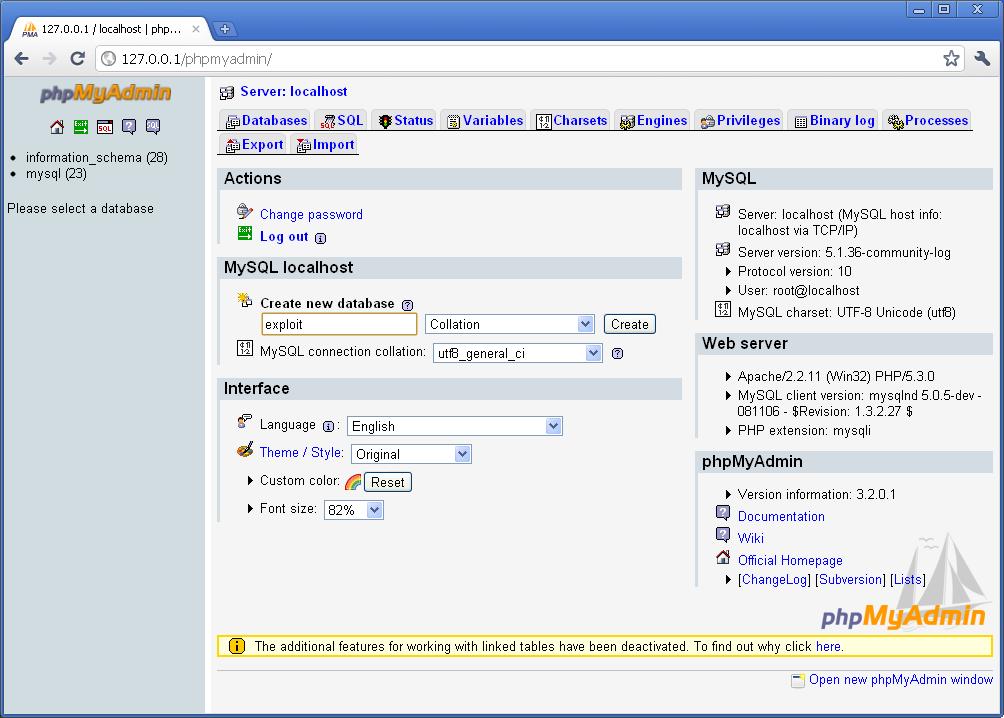 127.0.0.1 / localhost | php...
127.0.0.1/phpmyadmin/
phpMyAdmin
information_schema (28)
mysql (23)
Please select a database
Server: localhost
Databases SQL Status Variables Charsets Engines Privileges Binary log Processes
Export Import
Actions
Change password
Log out
MySQL localhost
Create new database
exploit Collation Create
MySQL connection collation: utf8_general_ci
Interface
Language : English
Theme / Style: Original
Custom color: Reset
Font size: 82%
MySQL
Server: localhost (MySQL host info:
localhost via TCP/IP)
Server version: 5.1.36-community-log
Protocol version: 10
User: root@localhost
MySQL charset: UTF-8 Unicode (utf8)
Web server
Apache/2.2.11 (Win32) PHP/5.3.0
MySQL client version: mysqlnd 5.0.5-dev -
081106 - $Revision: 1.3.2.27 $
PHP extension: mysqli
phpMyAdmin
Version information: 3.2.0.1
Documentation
Wiki
Official Homepage
[ChangeLog] [Subversion] [Lists]
phpMyAdmin
The additional features for working with linked tables have been deactivated. To find out why click here.
Open new phpMyAdmin window